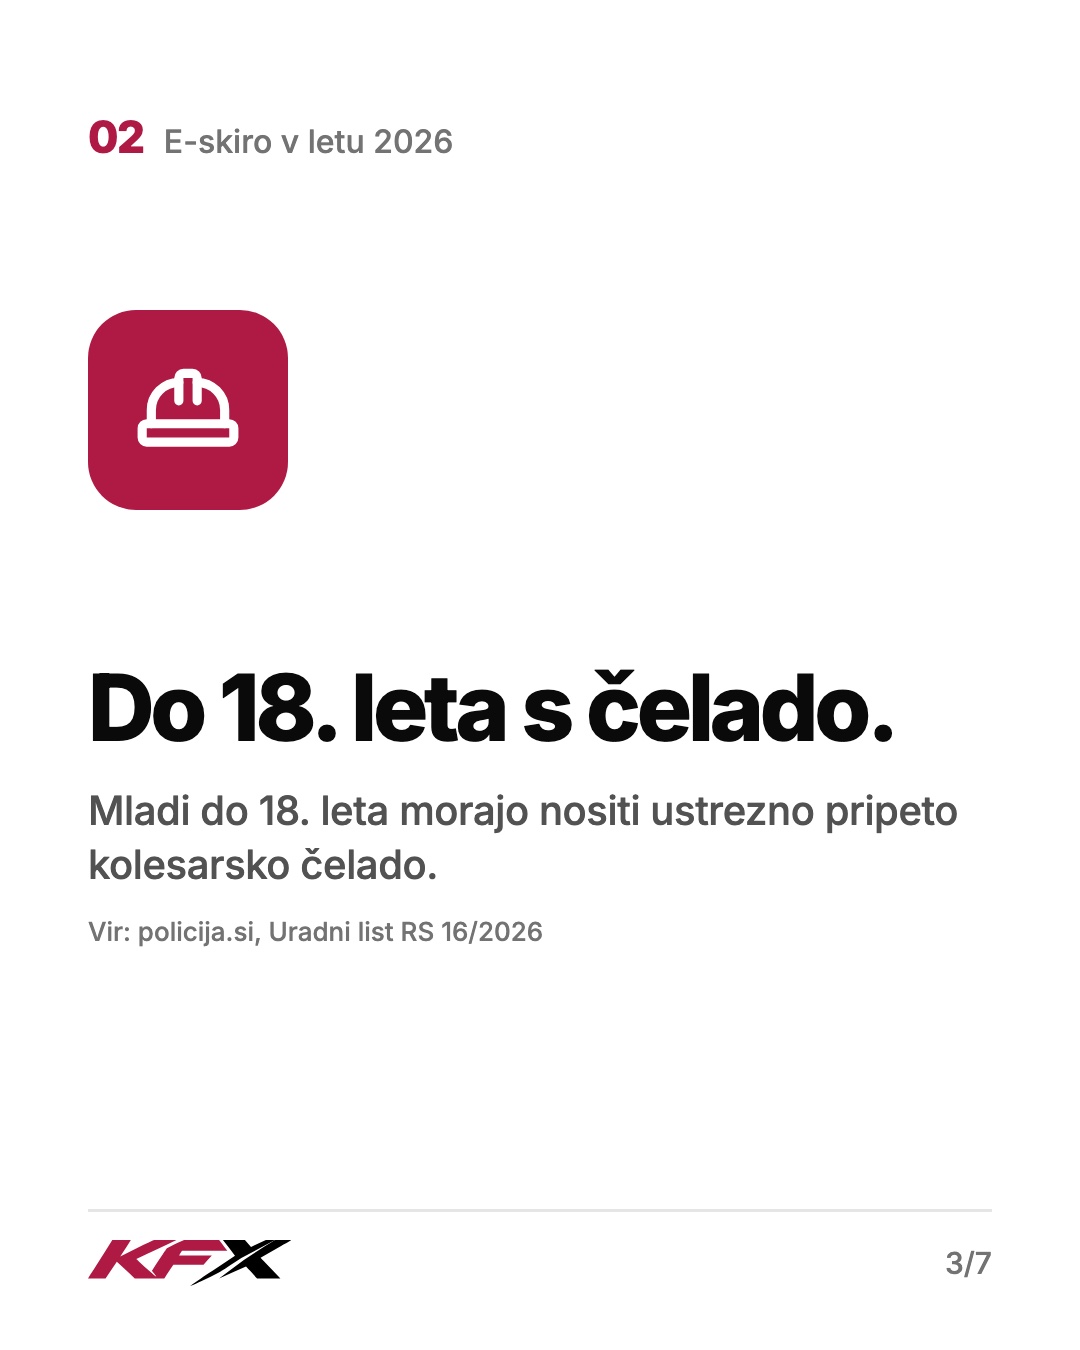 02 E-skiro v letu 2026
Do 18. leta s čelado.
Mladi do 18. leta morajo nositi ustrezno pripeto
kolesarsko čelado.
Vir: policija.si, Uradni list RS 16/2026
KFX
3/7